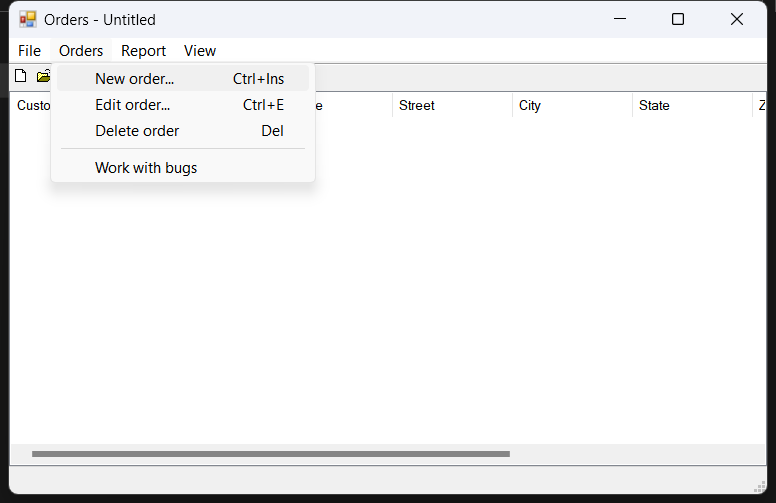 Orders - Untitled
File Orders Report View
New order... Ctrl+Ins
Edit order... Ctrl+E
Delete order Del
Work with bugs
Custo e Street City State Z